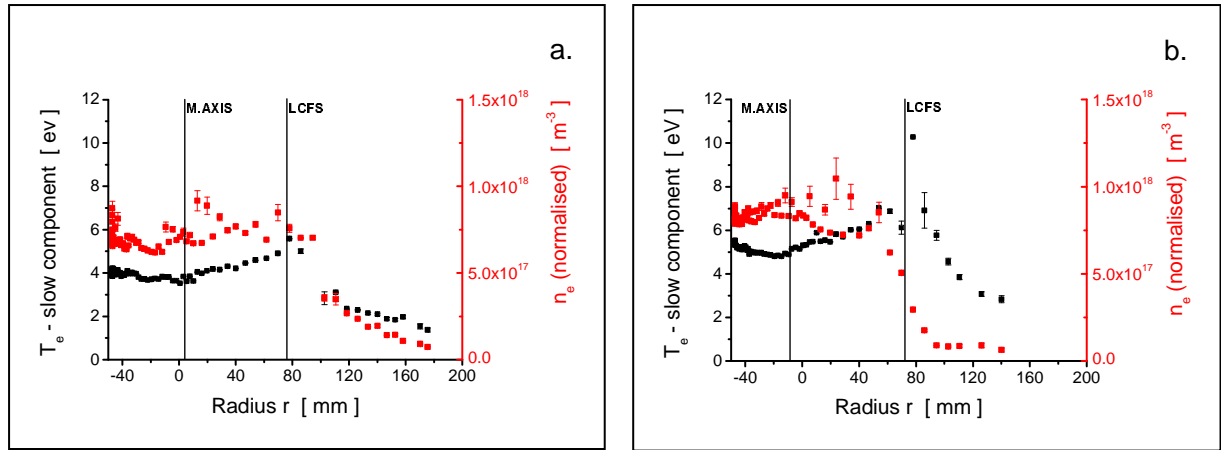 a.
M.AXIS
LCFS
T_e - slow component [ ev ]
12
10
8
6
4
2
0
1.5x10^18
1.0x10^18
5.0x10^17
0.0
n_e (normalised) [ m^-3 ]
-40 0 40 80 120 160 200
Radius r [ mm ]
b.
M.AXIS
LCFS
T_e - slow component [ eV ]
12
10
8
6
4
2
0
1.5x10^18
1.0x10^18
5.0x10^17
0.0
n_e (normalised) [ m^-3 ]
-40 0 40 80 120 160 200
Radius r [ mm ]